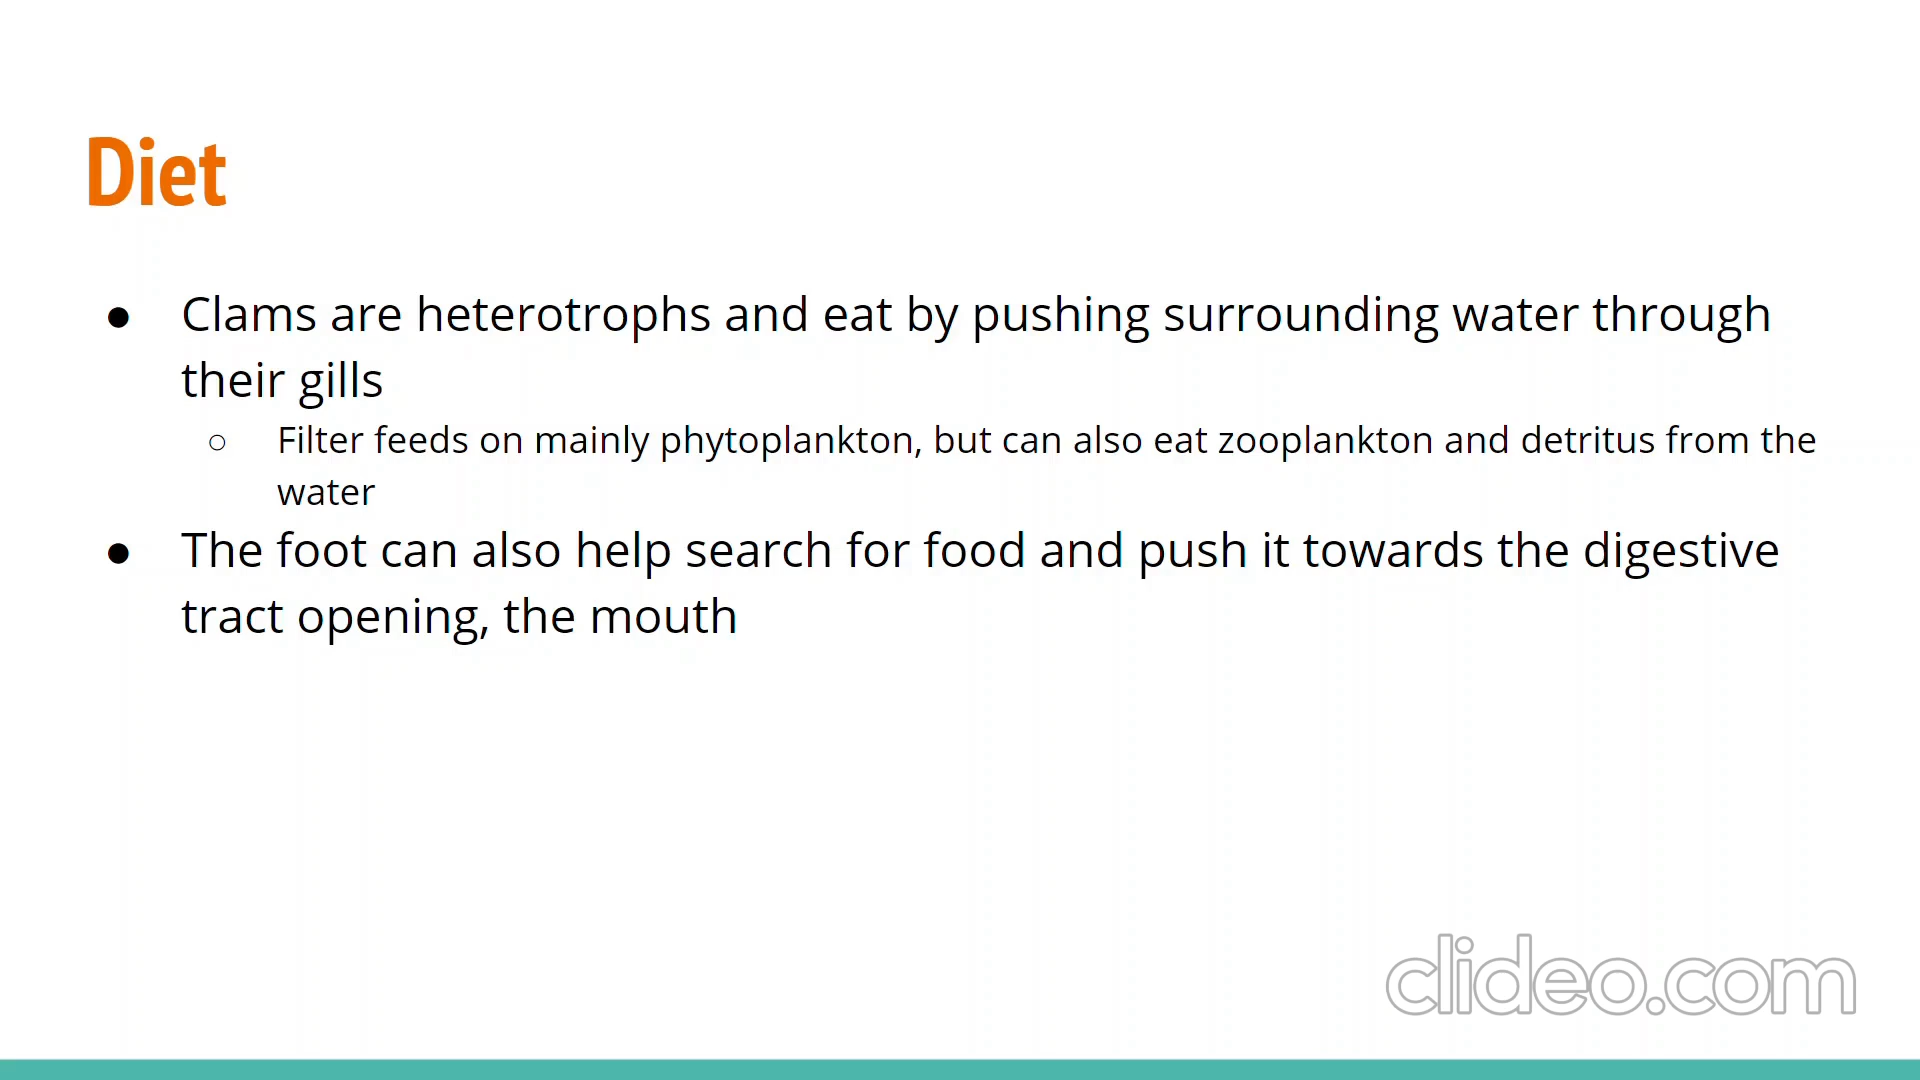 Diet
● Clams are heterotrophs and eat by pushing surrounding water through
their gills
○ Filter feeds on mainly phytoplankton, but can also eat zooplankton and detritus from the
water
● The foot can also help search for food and push it towards the digestive
tract opening, the mouth
clideo.com